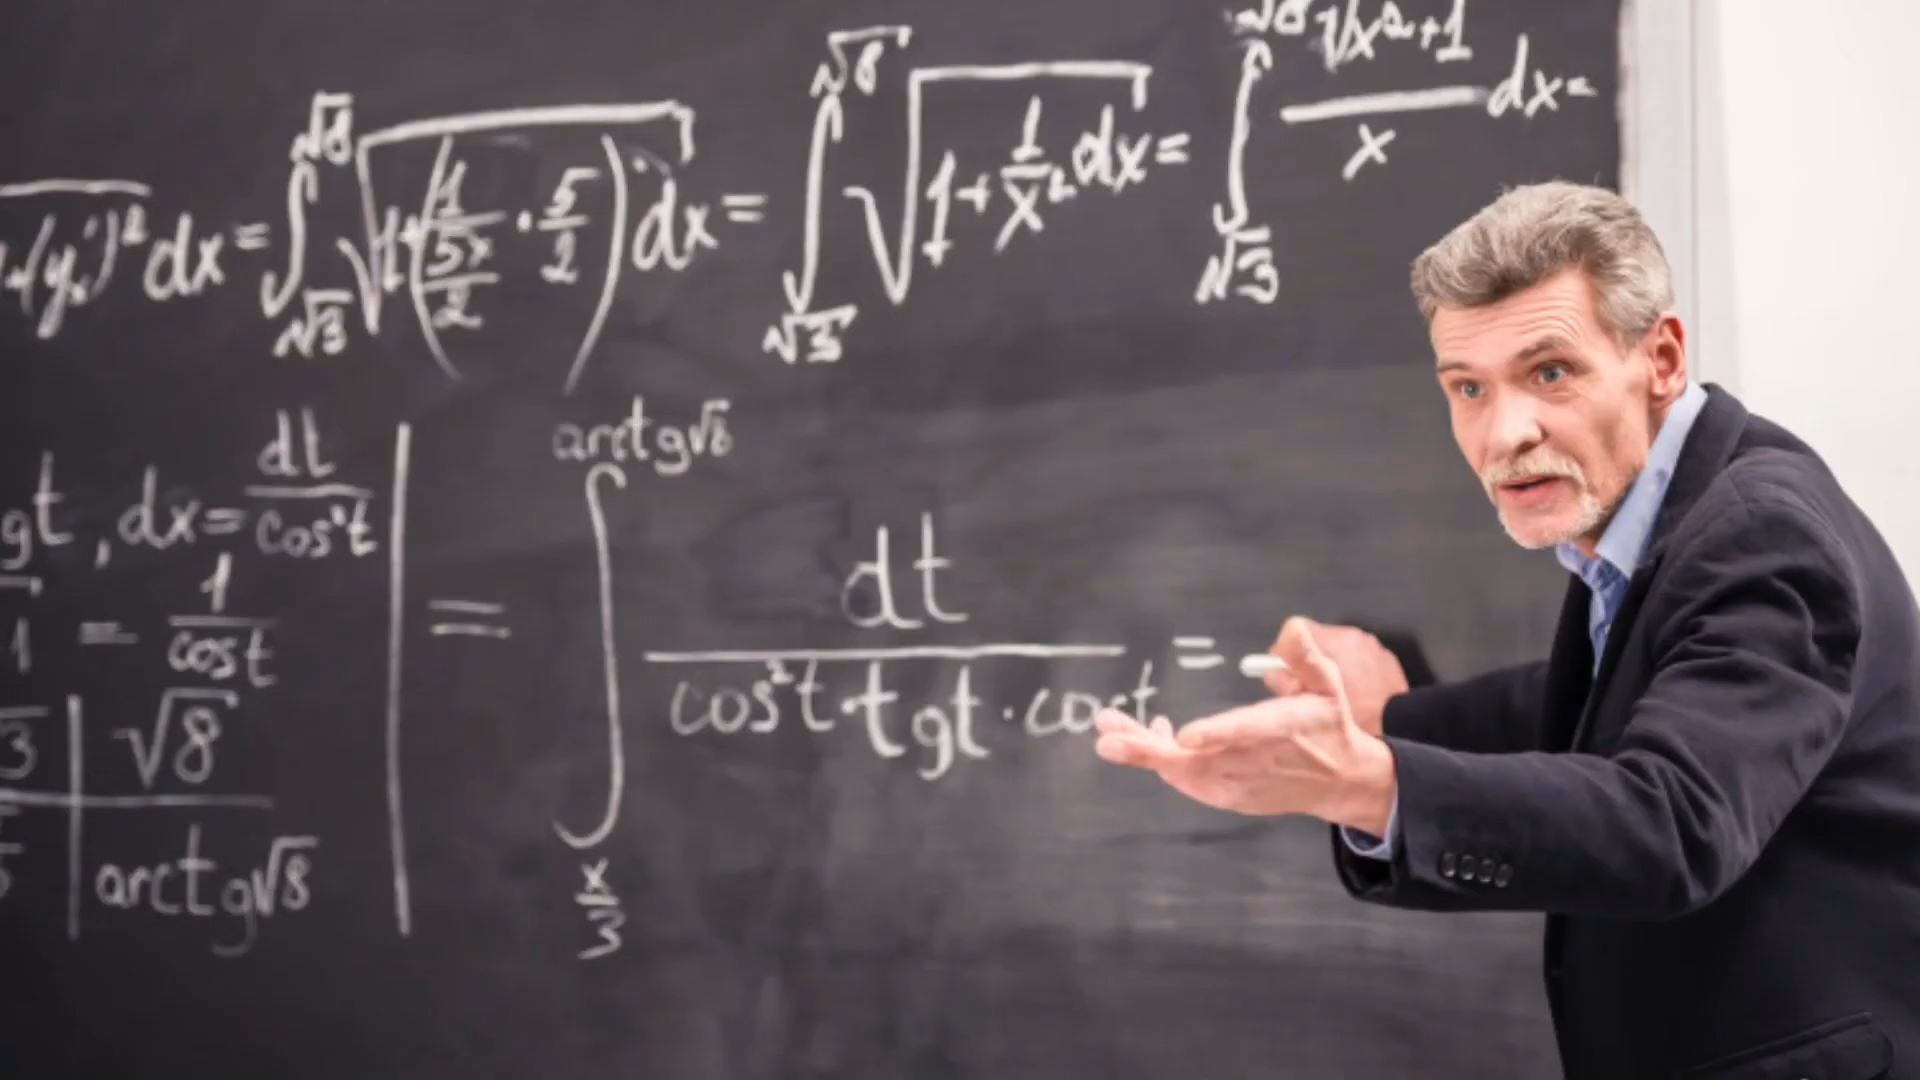 +(y')² dx = ∫_√3^√8 √(1+(1/(5x/2) · 5/2)) dx = ∫_√3^√8 √(1+1/x²) dx = ∫_√3^√8 √(x²+1)/x dx =
gt, dx = dt/cos²t | = ∫_π/3^arctg√8 dt/(cos²t · tgt · cost) =
1 = 1/cost
3 | √8
arctg√8